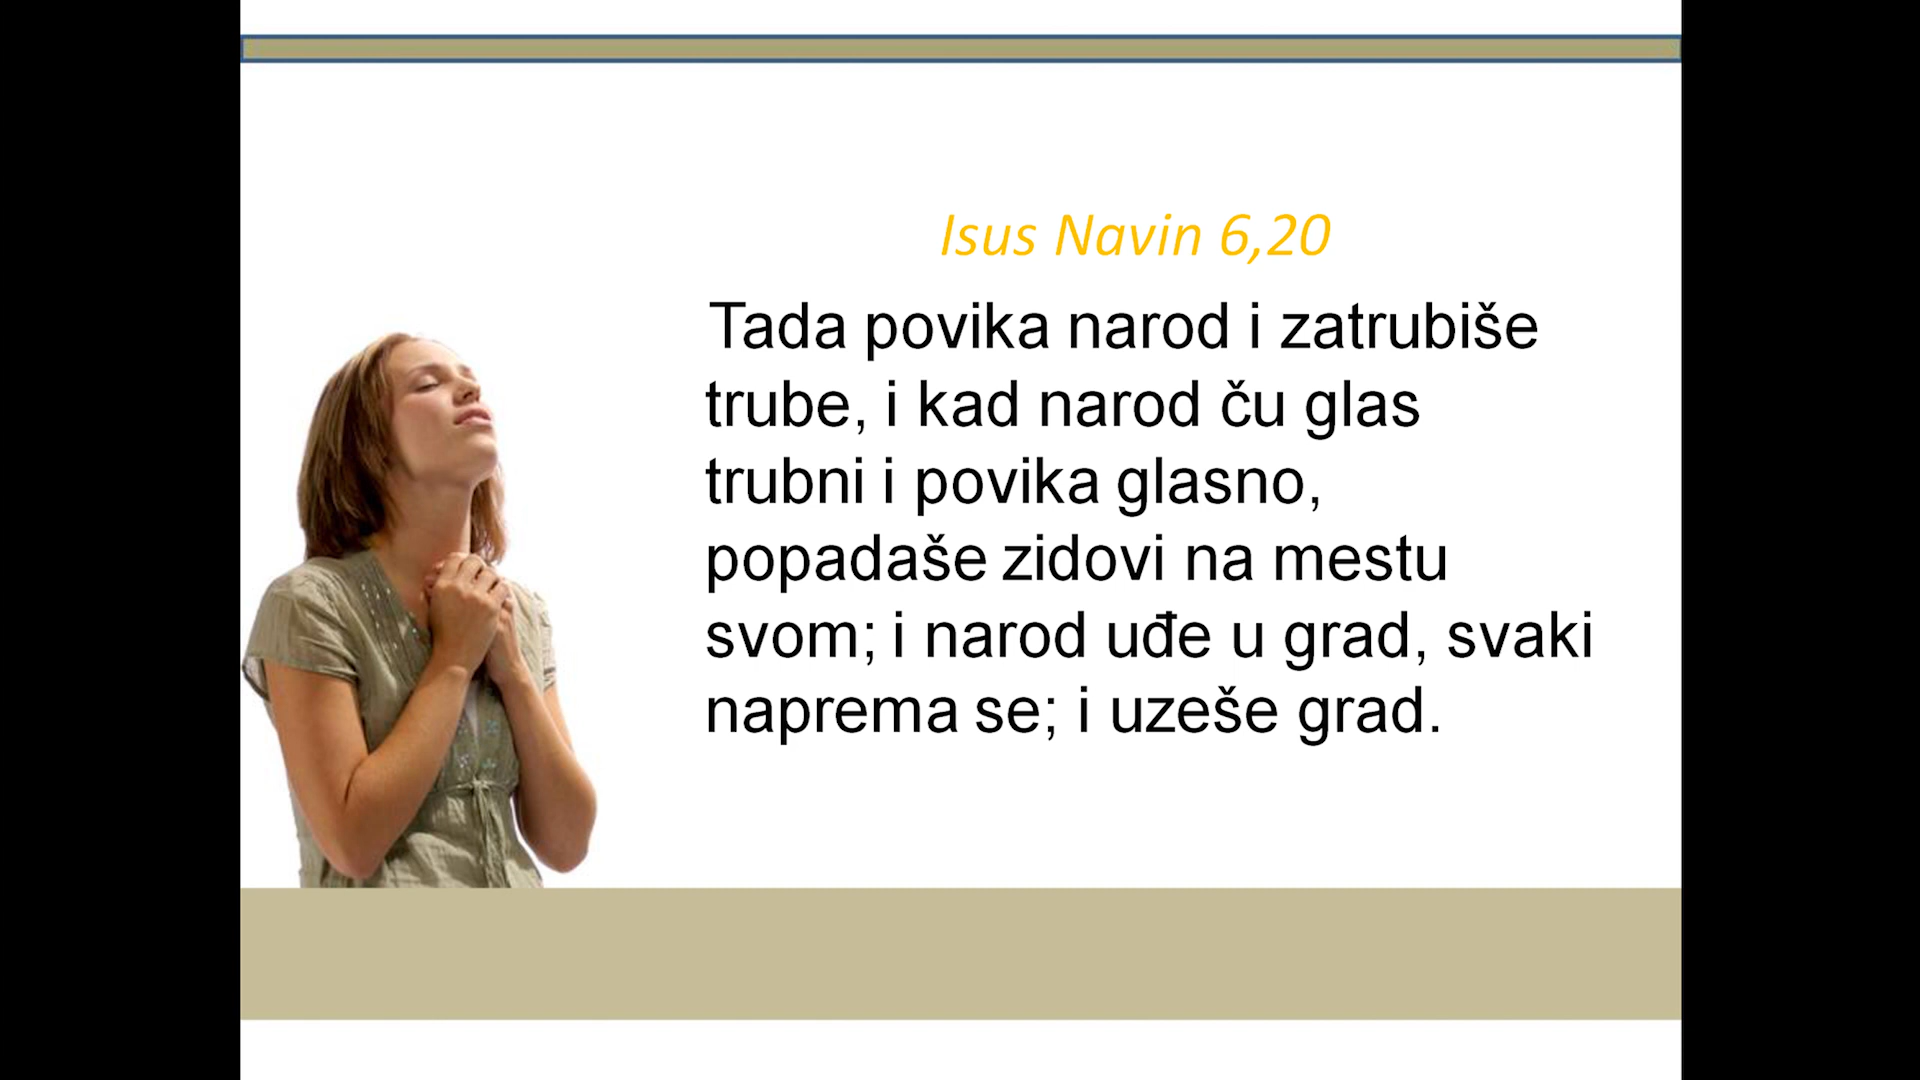 Isus Navin 6,20
Tada povika narod i zatrubiše
trube, i kad narod ču glas
trubni i povika glasno,
popadaše zidovi na mestu
svom; i narod uđe u grad, svaki
naprema se; i uzeše grad.